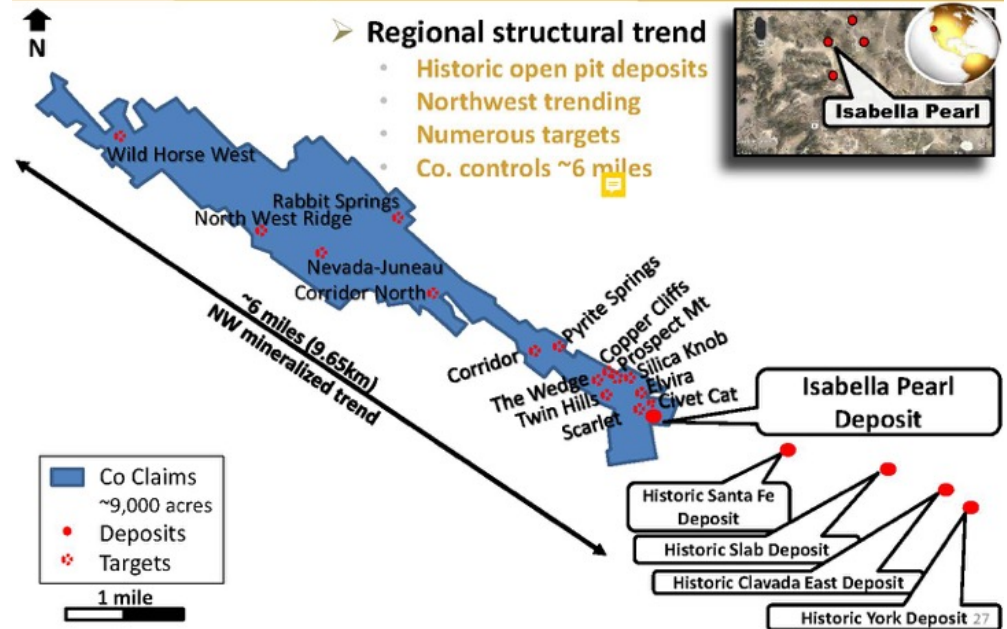 N
Regional structural trend
Historic open pit deposits
Northwest trending
Numerous targets
Co. controls ~6 miles
Isabella Pearl
Wild Horse West
Rabbit Springs
North West Ridge
Nevada-Juneau
Corridor North
~6 miles (9.65km)
NW mineralized trend
Pyrite Springs
Copper Cliffs
Prospect Mt
Silica Knob
Corridor
The Wedge
Elvira
Twin Hills
Civet Cat
Scarlet
Isabella Pearl
Deposit
Co Claims
~9,000 acres
Deposits
Targets
1 mile
Historic Santa Fe
Deposit
Historic Slab Deposit
Historic Clavada East Deposit
Historic York Deposit 27